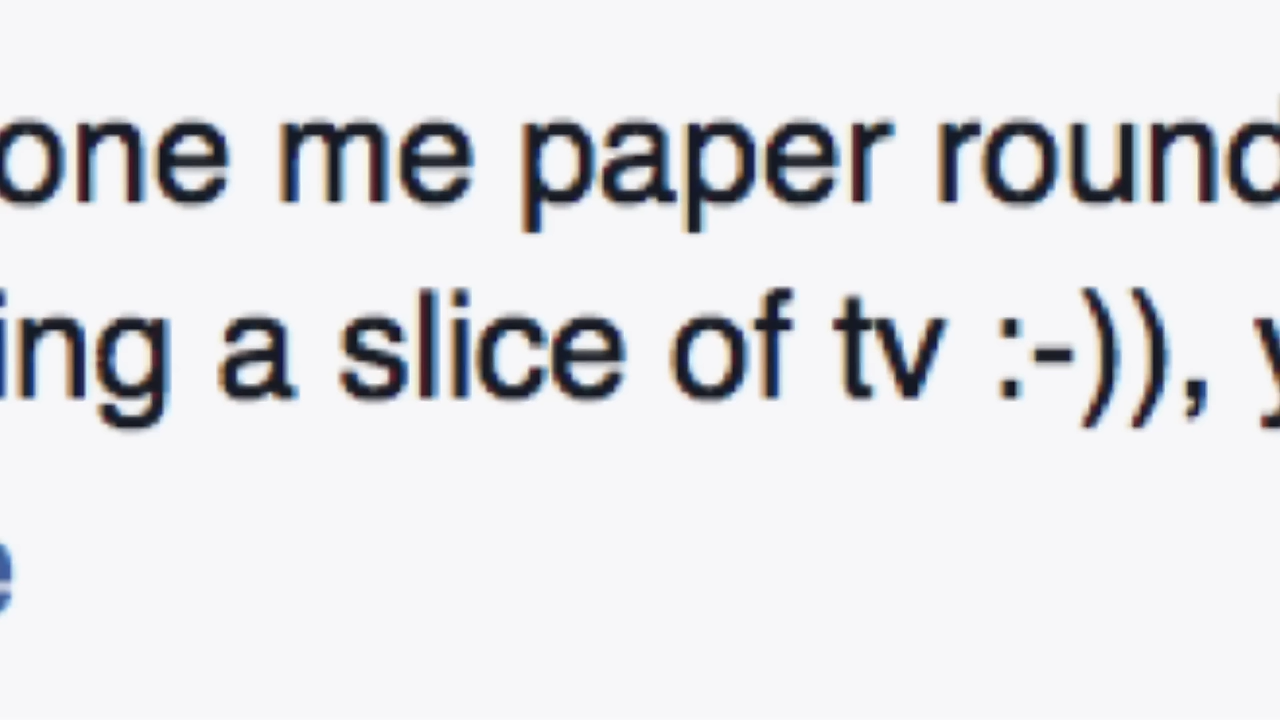 one me paper round
ing a slice of tv :-)), y
e